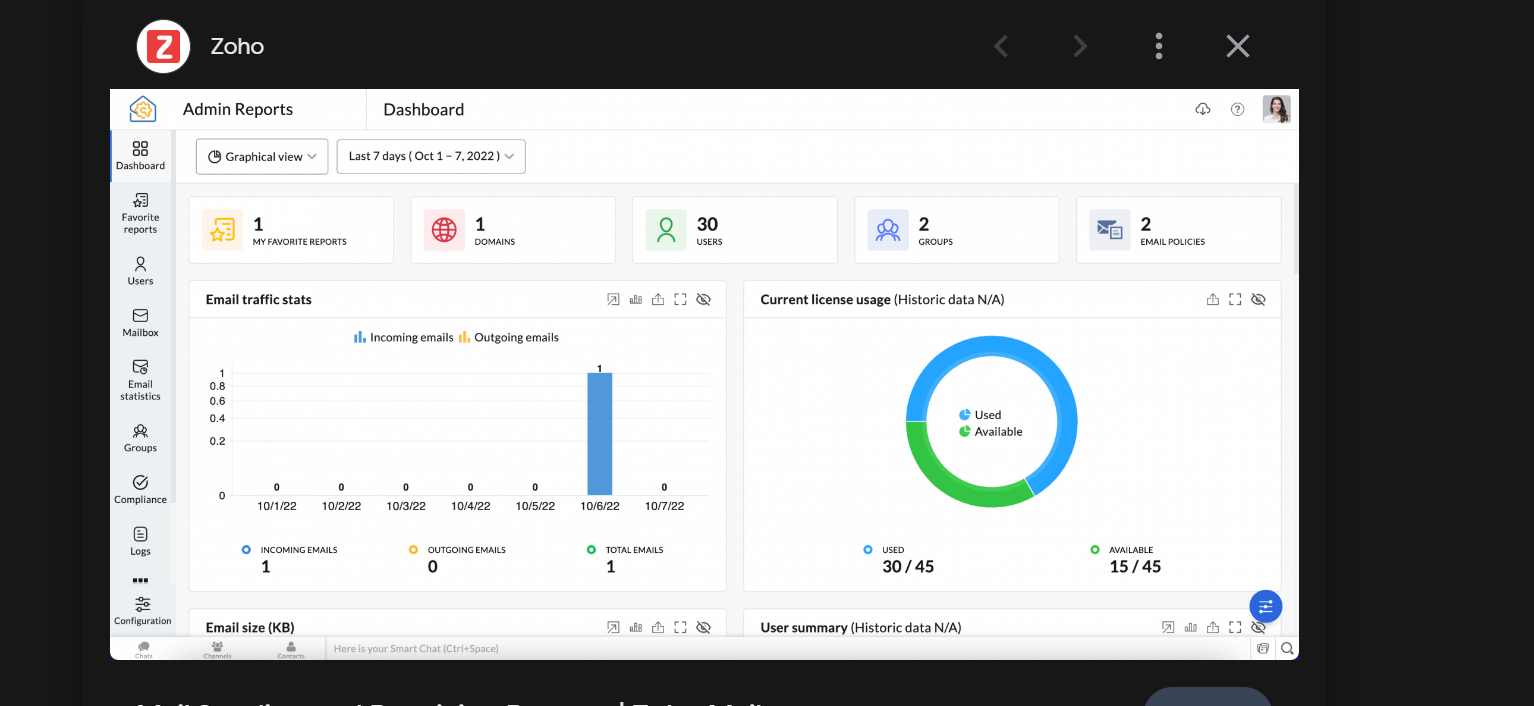 Zoho
Admin Reports
Dashboard
Dashboard
Favorite
reports
Users
Mailbox
Email
statistics
Groups
Compliance
Logs
Configuration
Graphical view
Last 7 days ( Oct 1 – 7, 2022 )
1
MY FAVORITE REPORTS
1
DOMAINS
30
USERS
2
GROUPS
2
EMAIL POLICIES
Email traffic stats
Incoming emails Outgoing emails
1
0.8
0.6
0.4
0.2
0
0 0 0 0 0 1 0
10/1/22 10/2/22 10/3/22 10/4/22 10/5/22 10/6/22 10/7/22
INCOMING EMAILS
1
OUTGOING EMAILS
0
TOTAL EMAILS
1
Current license usage (Historic data N/A)
Used
Available
USED
30 / 45
AVAILABLE
15 / 45
Email size (KB)
User summary (Historic data N/A)
Chats
Channels
Contacts
Here is your Smart Chat (Ctrl+Space)